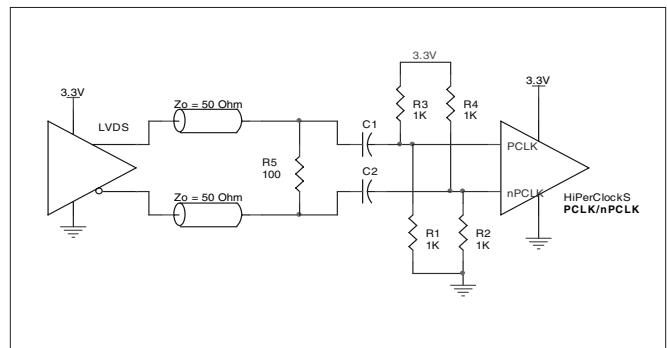 3.3V
3.3V
3.3V
LVDS
Zo = 50 Ohm
C1
R3
1K
R4
1K
PCLK
R5
100
Zo = 50 Ohm
C2
nPCLK
HiPerClockS
PCLK/nPCLK
R1
1K
R2
1K